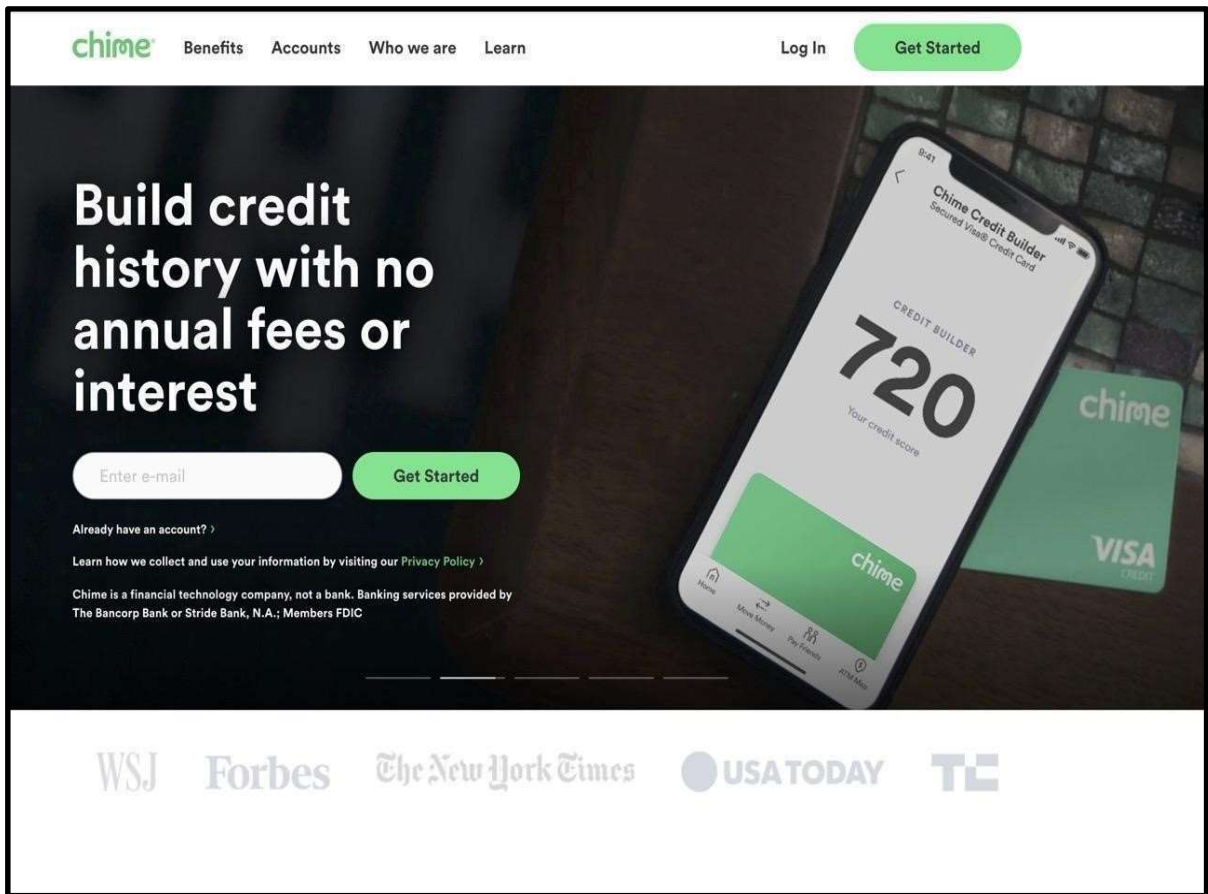 chime
Benefits Accounts Who we are Learn
Log In
Get Started
Build credit
history with no
annual fees or
interest
Enter e-mail
Get Started
Already have an account? >
Learn how we collect and use your information by visiting our Privacy Policy >
Chime is a financial technology company, not a bank. Banking services provided by
The Bancorp Bank or Stride Bank, N.A.; Members FDIC
9:41
Chime Credit Builder
Secured Visa® Credit Card
CREDIT BUILDER
720
Your credit score
chime
Home
Move Money
Pay Friends
ATM Map
chime
VISA
CREDIT
WSJ Forbes The New York Times USA TODAY TC